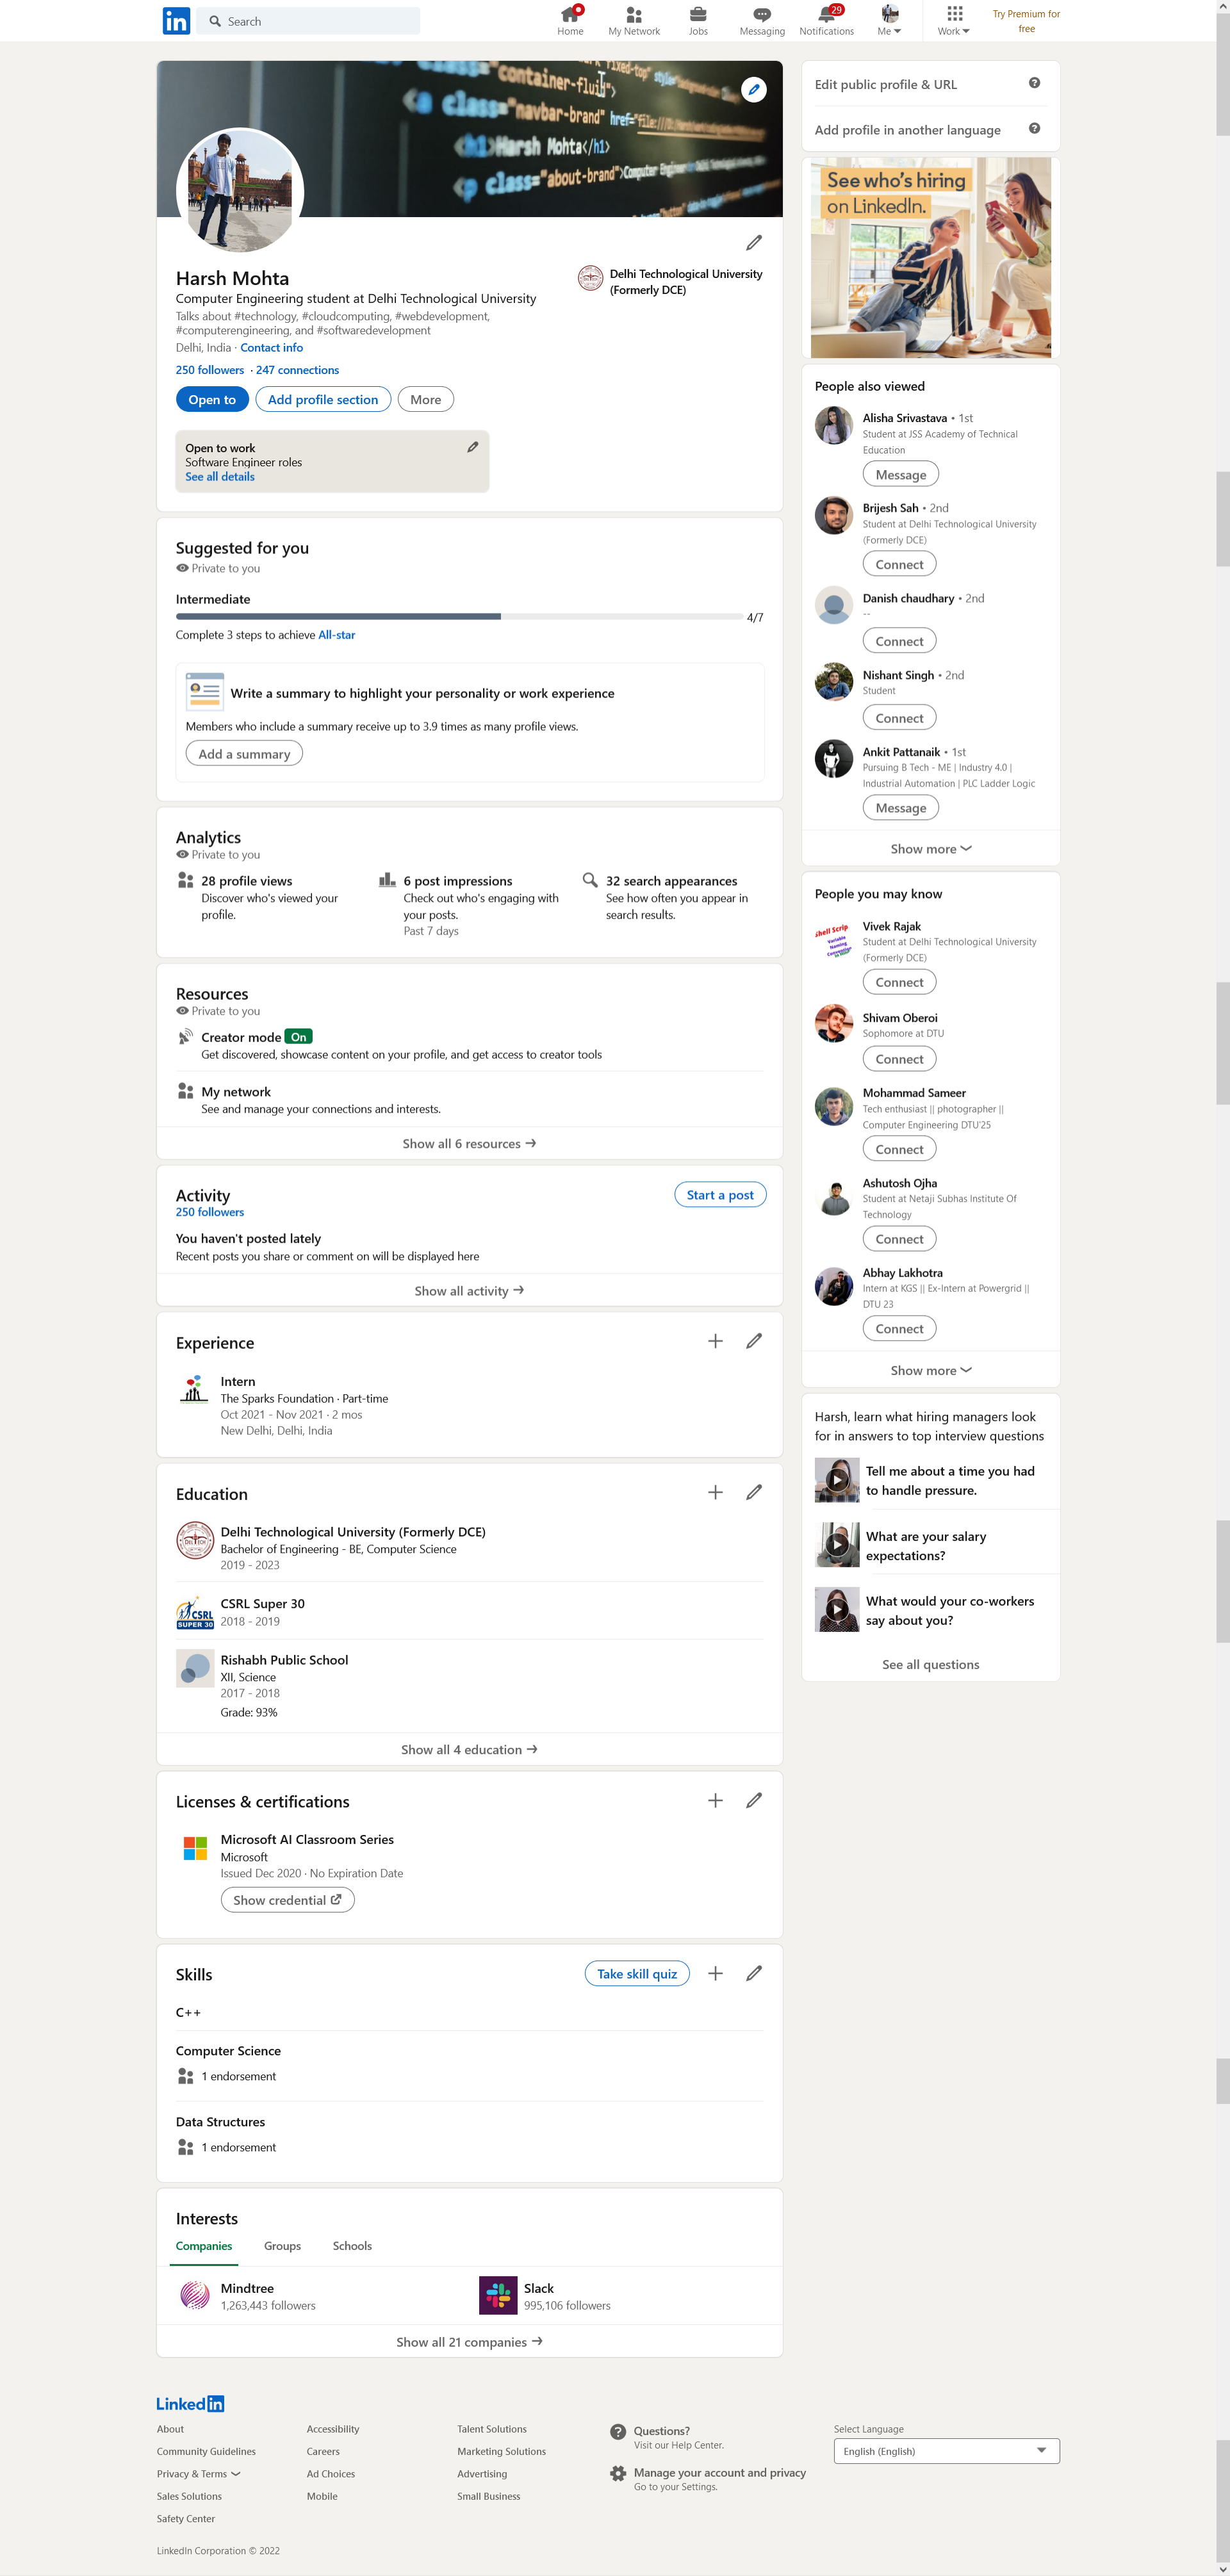 in
Search
Home
My Network
Jobs
Messaging
29
Notifications
Me
Work
Try Premium for
free
fixed-top"
"container-fluid">
class="navbar-brand" href="
<h1>Harsh Mohta</h1>
<p class="about-brand">Computer
Harsh Mohta
Computer Engineering student at Delhi Technological University
Talks about #technology, #cloudcomputing, #webdevelopment,
#computerengineering, and #softwaredevelopment
Delhi, India · Contact info
250 followers · 247 connections
Open to
Add profile section
More
Delhi Technological University
(Formerly DCE)
Open to work
Software Engineer roles
See all details
Suggested for you
Private to you
Intermediate
4/7
Complete 3 steps to achieve All-star
Write a summary to highlight your personality or work experience
Members who include a summary receive up to 3.9 times as many profile views.
Add a summary
Analytics
Private to you
28 profile views
Discover who's viewed your
profile.
6 post impressions
Check out who's engaging with
your posts.
Past 7 days
32 search appearances
See how often you appear in
search results.
Resources
Private to you
Creator mode On
Get discovered, showcase content on your profile, and get access to creator tools
My network
See and manage your connections and interests.
Show all 6 resources →
Activity
250 followers
Start a post
You haven't posted lately
Recent posts you share or comment on will be displayed here
Show all activity →
Experience
Intern
The Sparks Foundation · Part-time
Oct 2021 - Nov 2021 · 2 mos
New Delhi, Delhi, India
Education
Delhi Technological University (Formerly DCE)
Bachelor of Engineering - BE, Computer Science
2019 - 2023
CSRL
SUPER 30
CSRL Super 30
2018 - 2019
Rishabh Public School
XII, Science
2017 - 2018
Grade: 93%
Show all 4 education →
Licenses & certifications
Microsoft AI Classroom Series
Microsoft
Issued Dec 2020 · No Expiration Date
Show credential
Skills
Take skill quiz
C++
Computer Science
1 endorsement
Data Structures
1 endorsement
Interests
Companies
Groups
Schools
Mindtree
1,263,443 followers
Slack
995,106 followers
Show all 21 companies →
Edit public profile & URL
Add profile in another language
See who's hiring
on LinkedIn.
People also viewed
Alisha Srivastava • 1st
Student at JSS Academy of Technical
Education
Message
Brijesh Sah • 2nd
Student at Delhi Technological University
(Formerly DCE)
Connect
Danish chaudhary • 2nd
--
Connect
Nishant Singh • 2nd
Student
Connect
Ankit Pattanaik • 1st
Pursuing B Tech - ME | Industry 4.0 |
Industrial Automation | PLC Ladder Logic
Message
Show more
People you may know
Shell Scrip
Variable
Naming
Vivek Rajak
Student at Delhi Technological University
(Formerly DCE)
Connect
Shivam Oberoi
Sophomore at DTU
Connect
Mohammad Sameer
Tech enthusiast || photographer ||
Computer Engineering DTU'25
Connect
Ashutosh Ojha
Student at Netaji Subhas Institute Of
Technology
Connect
Abhay Lakhotra
Intern at KGS || Ex-Intern at Powergrid ||
DTU 23
Connect
Show more
Harsh, learn what hiring managers look
for in answers to top interview questions
Tell me about a time you had
to handle pressure.
What are your salary
expectations?
What would your co-workers
say about you?
See all questions
Linked in
About
Accessibility
Talent Solutions
Community Guidelines
Careers
Marketing Solutions
Privacy & Terms
Ad Choices
Advertising
Sales Solutions
Mobile
Small Business
Safety Center
Questions?
Visit our Help Center.
Manage your account and privacy
Go to your Settings.
Select Language
English (English)
LinkedIn Corporation © 2022